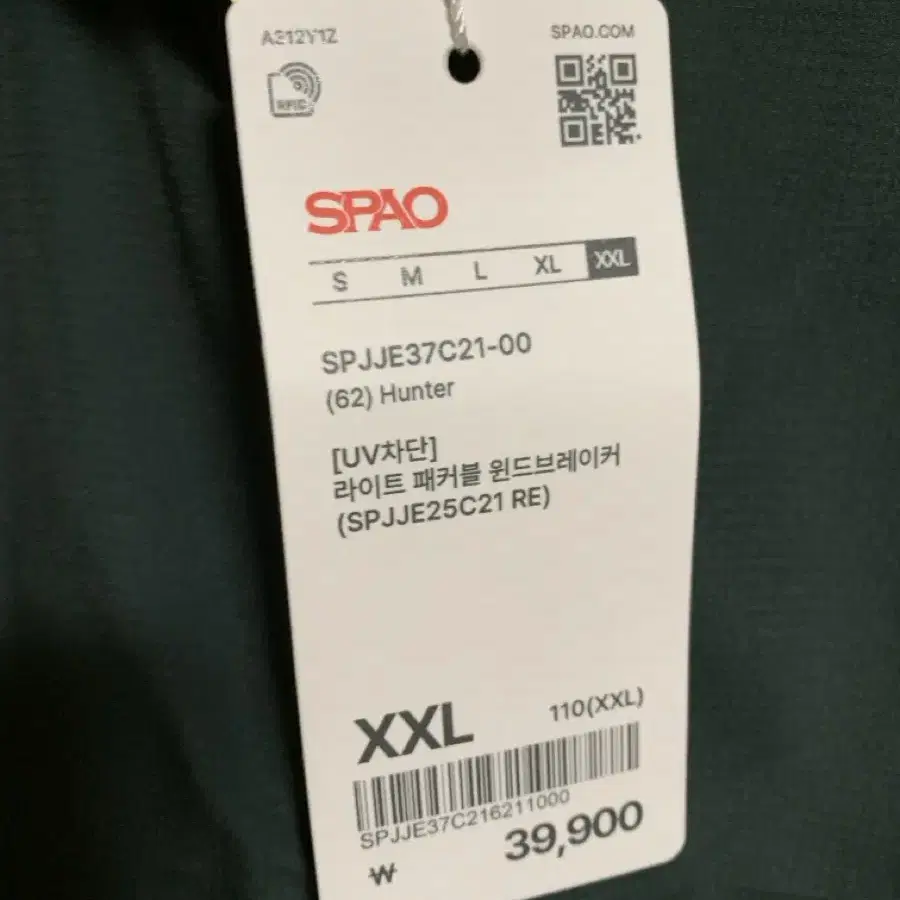 A212Y1Z
SPAO.COM
RFID
SPAO
S M L XL XXL
SPJJE37C21-00
(62) Hunter
[UV차단]
라이트 패커블 윈드브레이커
(SPJJE25C21 RE)
XXL 110(XXL)
SPJJE37C216211000
₩ 39,900